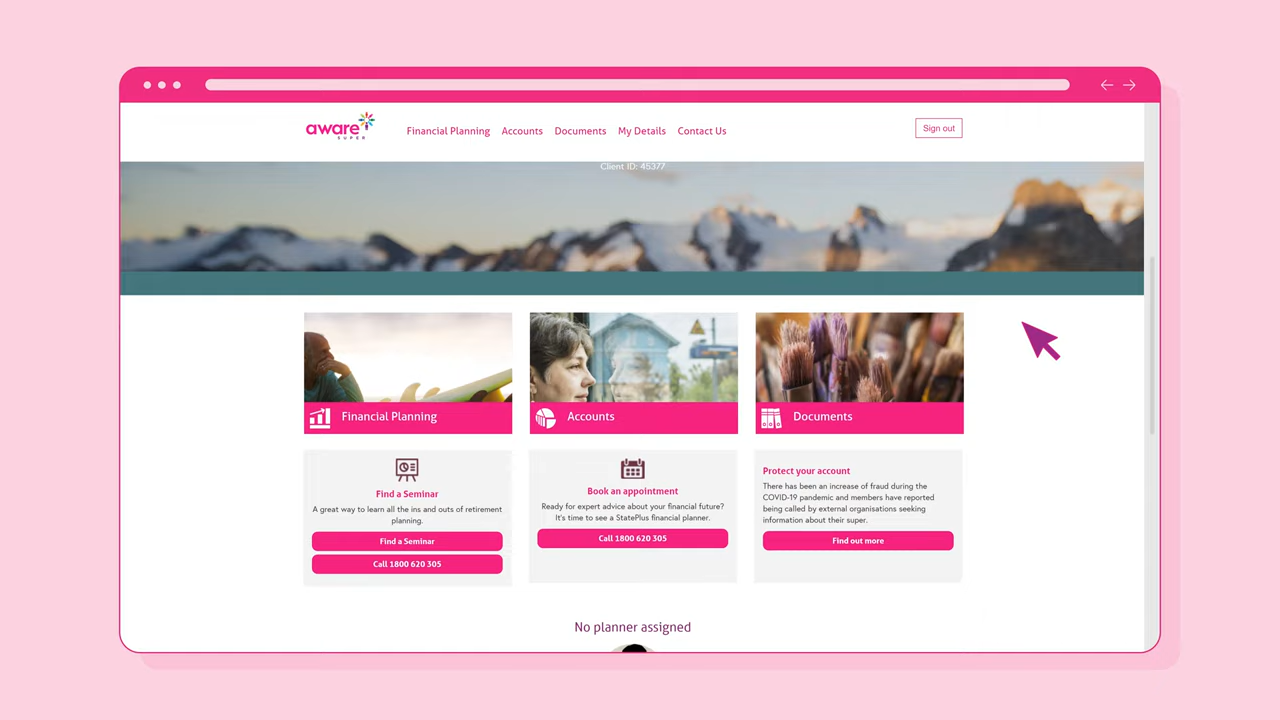 aware
SUPER
Financial Planning
Accounts
Documents
My Details
Contact Us
Sign out
Client ID: 45377
Financial Planning
Accounts
Documents
Find a Seminar
A great way to learn all the ins and outs of retirement
planning.
Find a Seminar
Call 1800 620 305
Book an appointment
Ready for expert advice about your financial future?
It's time to see a StatePlus financial planner.
Call 1800 620 305
Protect your account
There has been an increase of fraud during the
COVID-19 pandemic and members have reported
being called by external organisations seeking
information about their super.
Find out more
No planner assigned